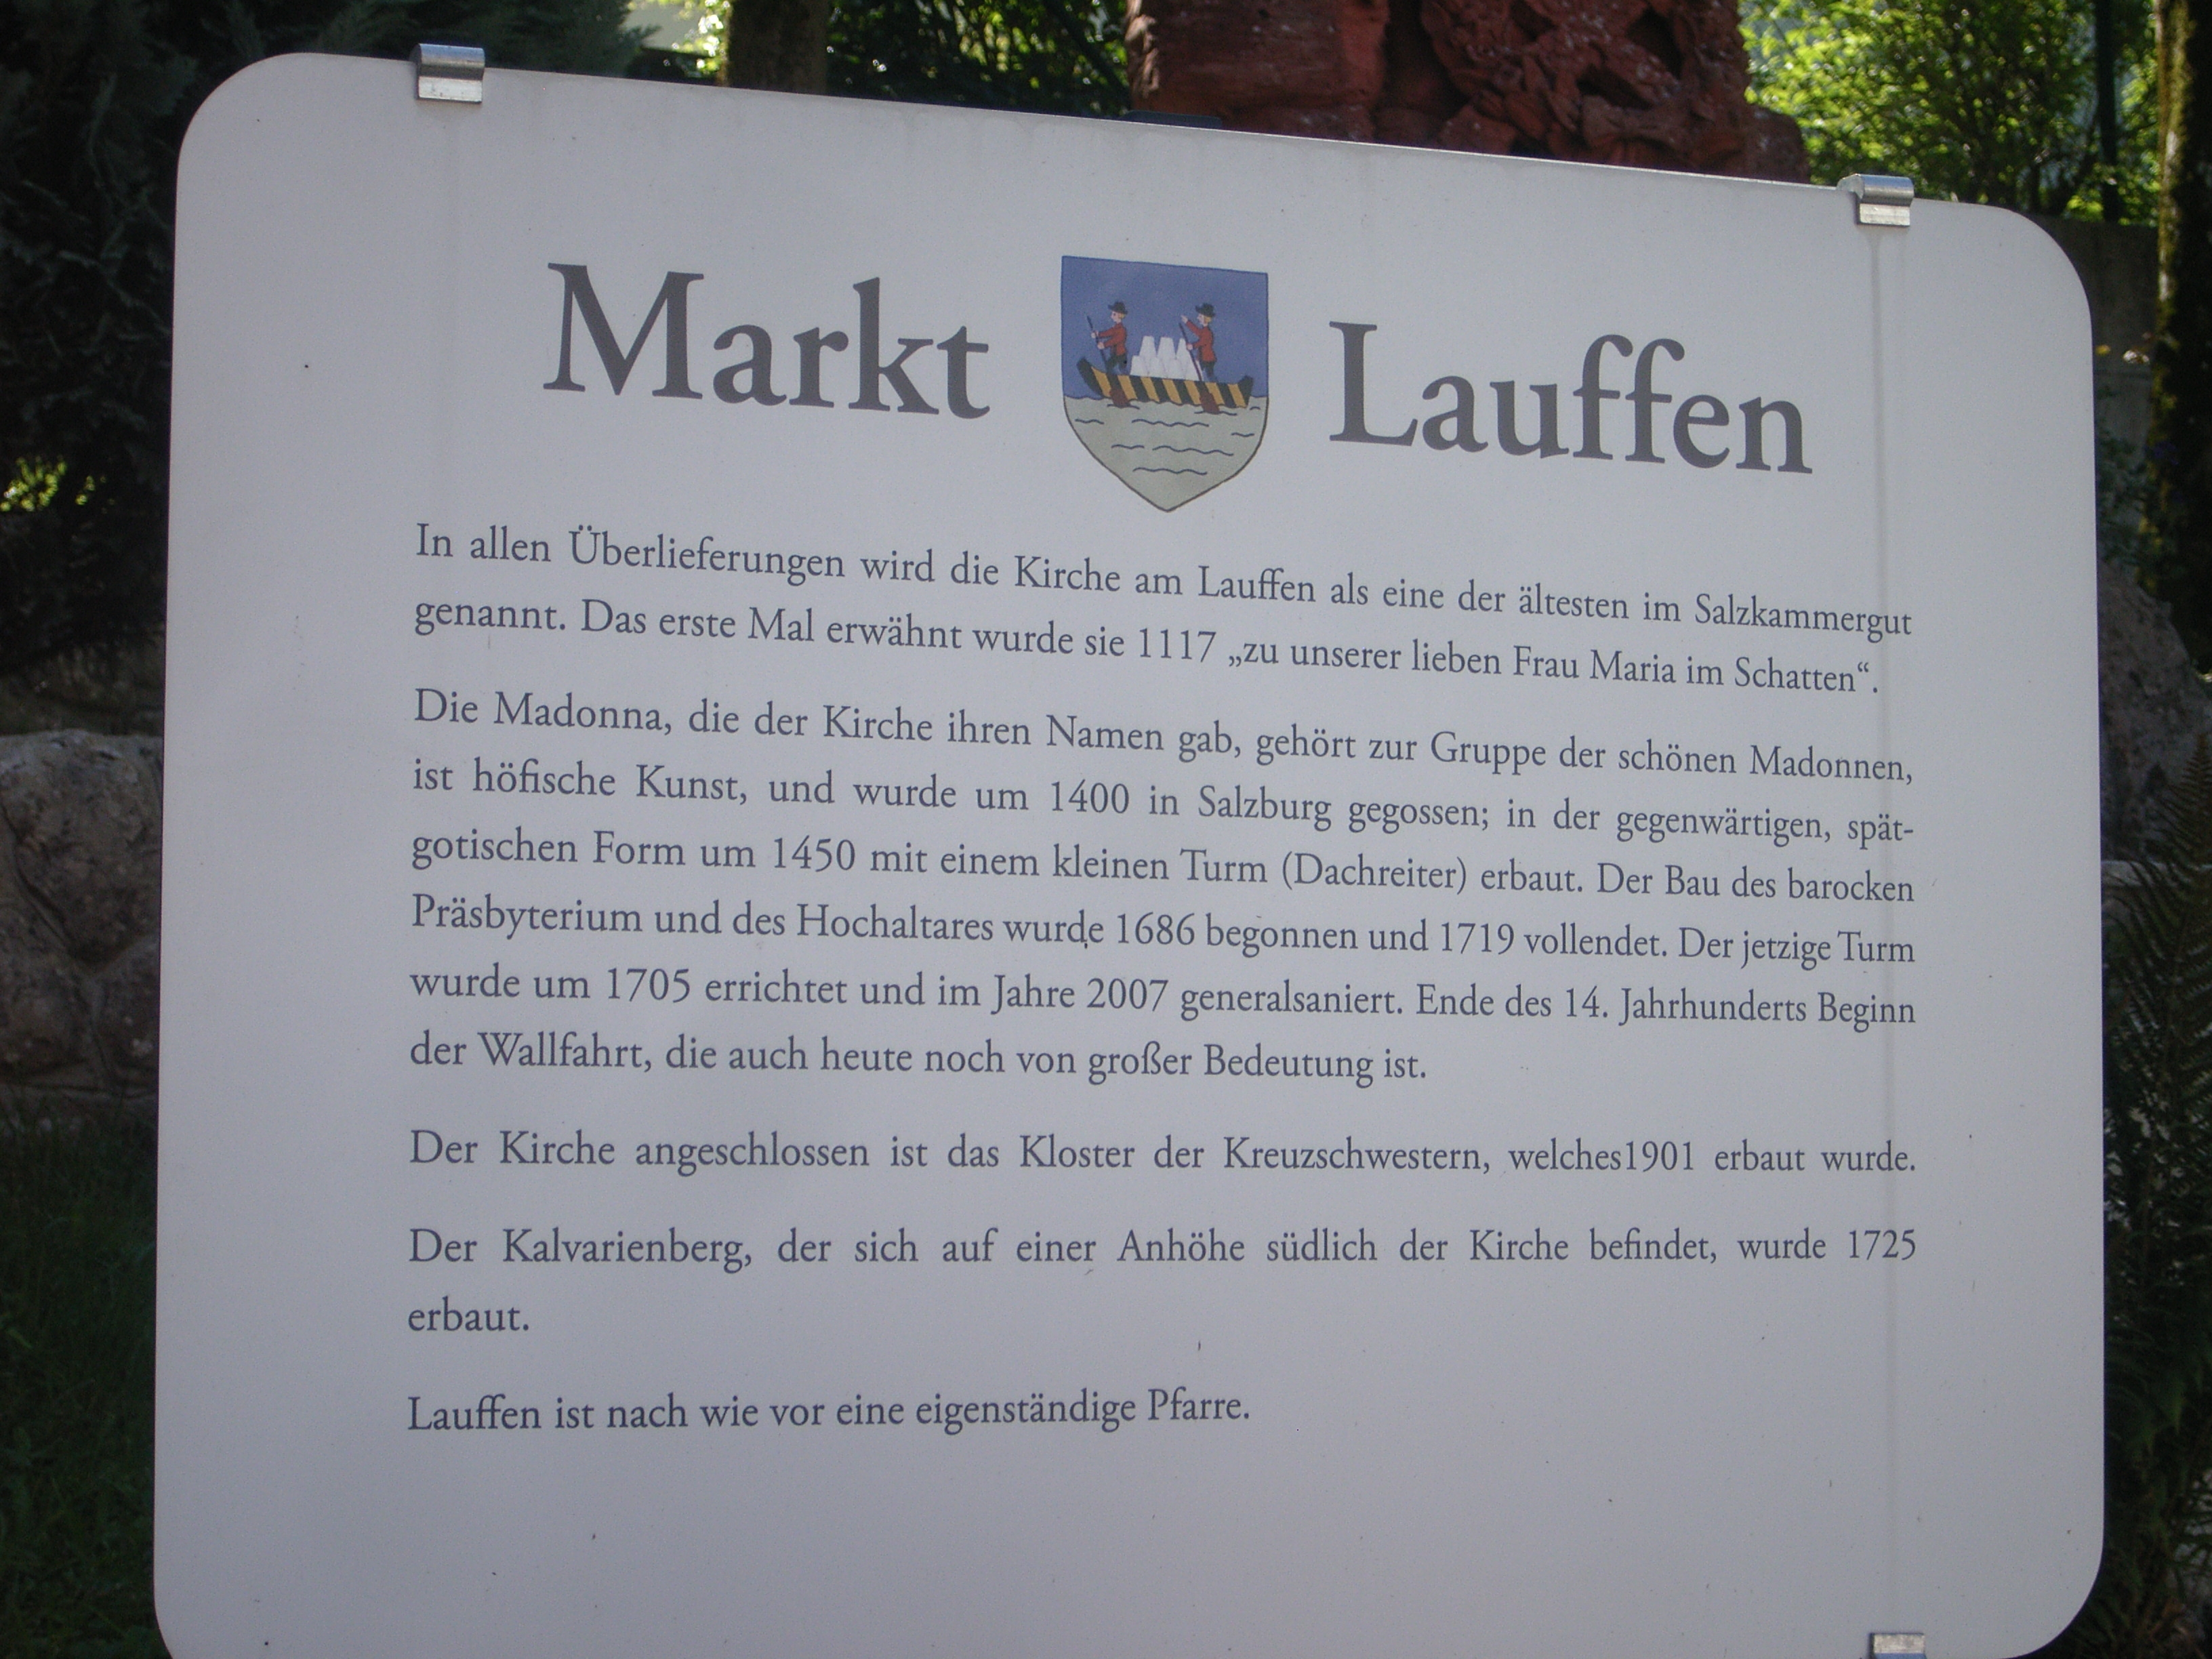 Markt Lauffen
In allen Überlieferungen wird die Kirche am Lauffen als eine der ältesten im Salzkammergut
genannt. Das erste Mal erwähnt wurde sie 1117 „zu unserer lieben Frau Maria im Schatten“.
Die Madonna, die der Kirche ihren Namen gab, gehört zur Gruppe der schönen Madonnen,
ist höfische Kunst, und wurde um 1400 in Salzburg gegossen; in der gegenwärtigen, spät-
gotischen Form um 1450 mit einem kleinen Turm (Dachreiter) erbaut. Der Bau des barocken
Präsbyterium und des Hochaltares wurde 1686 begonnen und 1719 vollendet. Der jetzige Turm
wurde um 1705 errichtet und im Jahre 2007 generalsaniert. Ende des 14. Jahrhunderts Beginn
der Wallfahrt, die auch heute noch von großer Bedeutung ist.
Der Kirche angeschlossen ist das Kloster der Kreuzschwestern, welches1901 erbaut wurde.
Der Kalvarienberg, der sich auf einer Anhöhe südlich der Kirche befindet, wurde 1725
erbaut.
Lauffen ist nach wie vor eine eigenständige Pfarre.